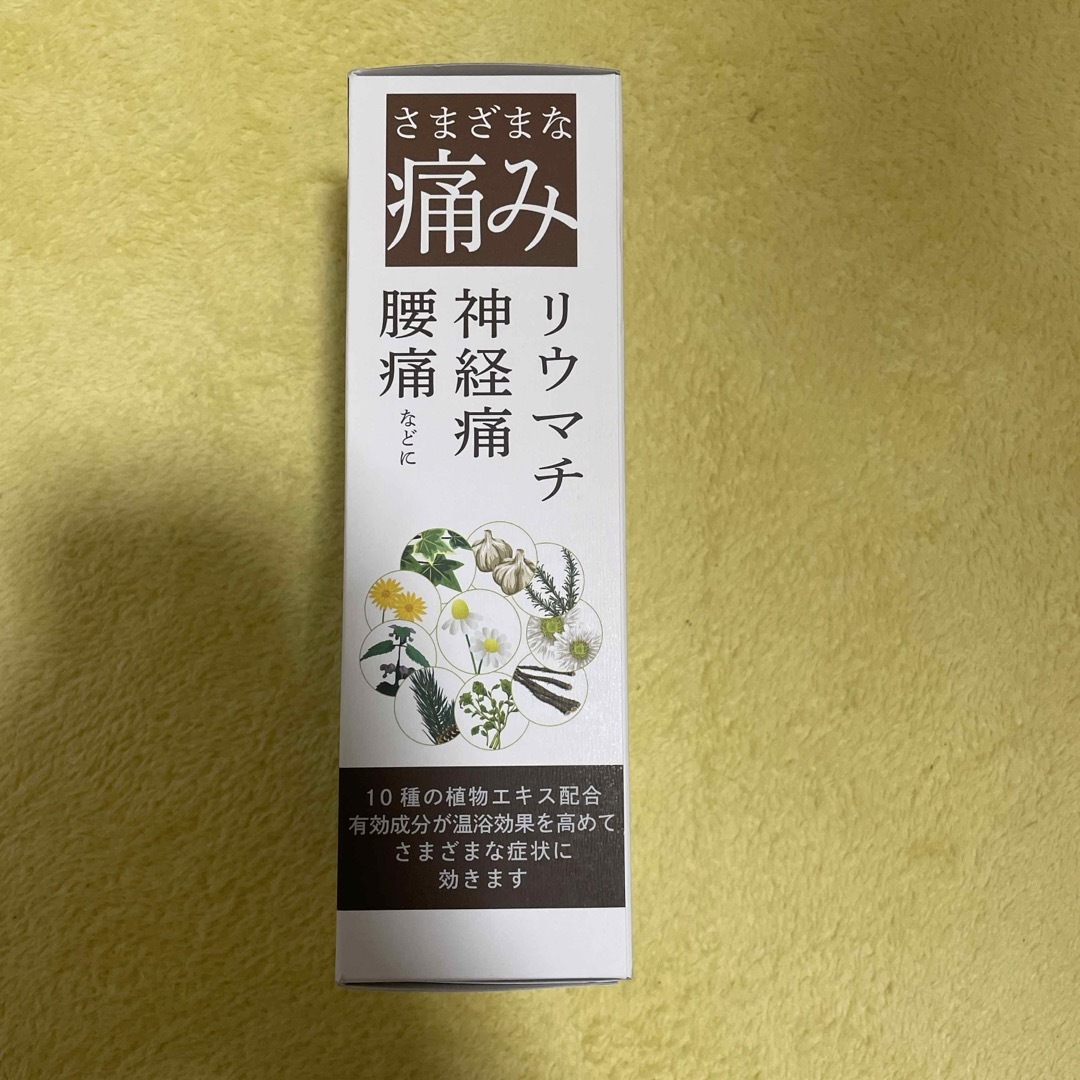 さまざまな
痛み
リウマチ
神経痛
腰痛などに
10種の植物エキス配合
有効成分が温浴効果を高めて
さまざまな症状に
効きます